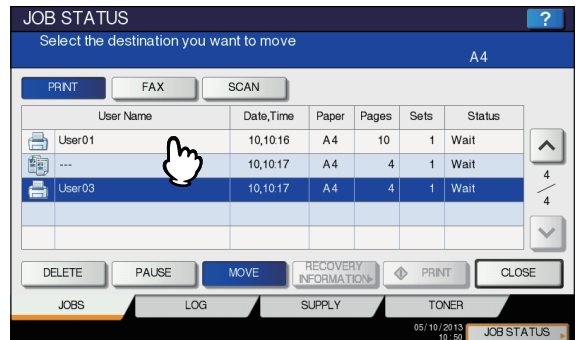 JOB STATUS ?
Select the destination you want to move
A4
PRINT FAX SCAN
User Name Date,Time Paper Pages Sets Status
User01 10,10:16 A4 10 1 Wait
--- 10,10:17 A4 4 1 Wait
User03 10,10:17 A4 4 1 Wait
4
4
DELETE PAUSE MOVE RECOVERY INFORMATION PRINT CLOSE
JOBS LOG SUPPLY TONER
05/10/2013
10:50 JOB STATUS